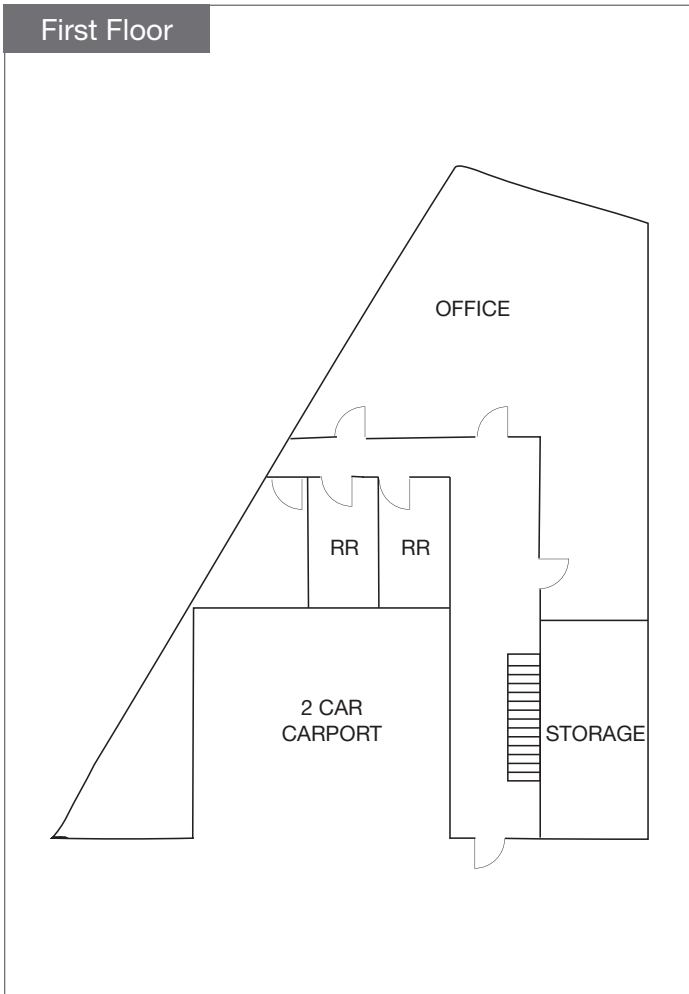 First Floor
OFFICE
RR
RR
2 CAR
CARPORT
STORAGE